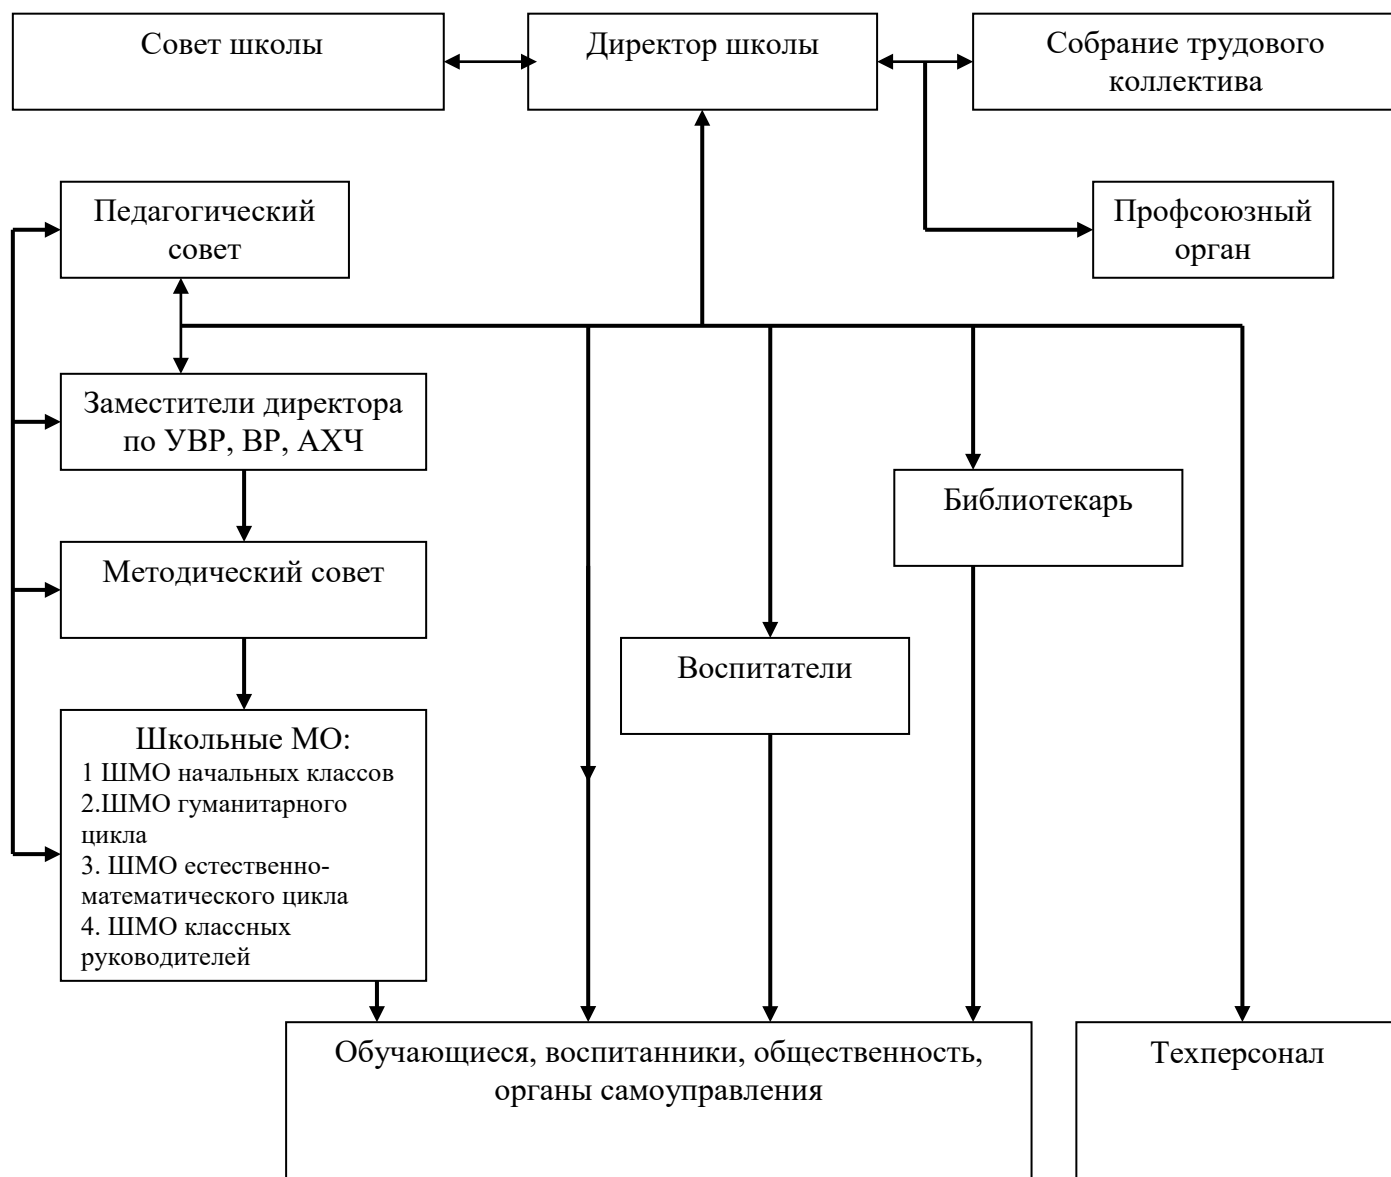 Совет школы
Директор школы
Собрание трудового
коллектива
Педагогический
совет
Профсоюзный
орган
Заместители директора
по УВР, ВР, АХЧ
Библиотекарь
Методический совет
Воспитатели
Школьные МО:
1 ШМО начальных классов
2.ШМО гуманитарного
цикла
3. ШМО естественно-
математического цикла
4. ШМО классных
руководителей
Обучающиеся, воспитанники, общественность,
органы самоуправления
Техперсонал